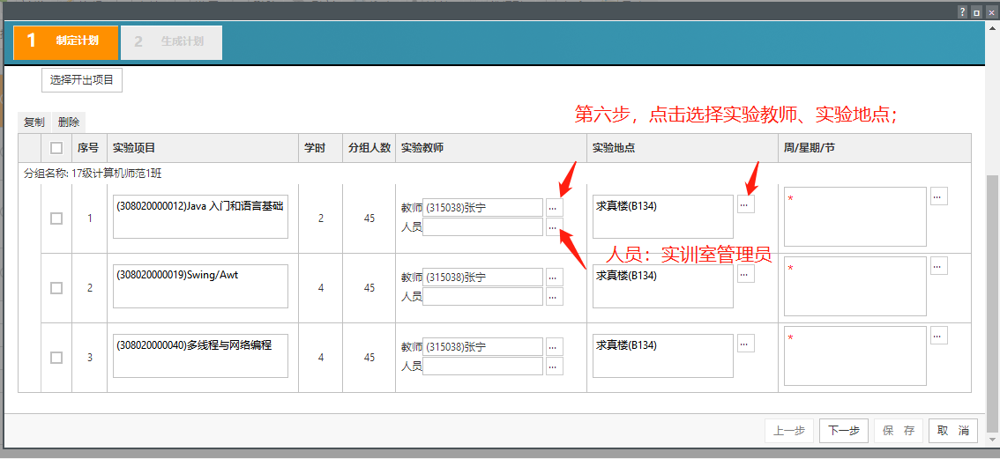 1 制定计划 2 生成计划
选择开出项目
第六步，点击选择实验教师、实验地点；
复制 删除
序号 实验项目 学时 分组人数 实验教师 实验地点 周/星期/节
分组名称: 17级计算机师范1班
1 (308020000012)Java 入门和语言基础 2 45 教师 (315038)张宁 ... 求真楼(B134) ... * ...
人员 ...
人员：实训室管理员
2 (308020000019)Swing/Awt 4 45 教师 (315038)张宁 ... 求真楼(B134) ... * ...
人员 ...
3 (308020000040)多线程与网络编程 4 45 教师 (315038)张宁 ... 求真楼(B134) ... * ...
人员 ...
上一步 下一步 保 存 取 消